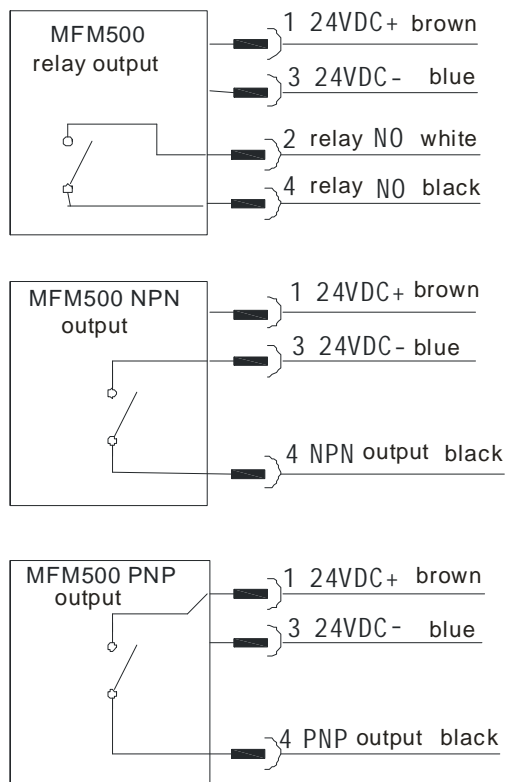 MFM500
relay output
1 24VDC+ brown
3 24VDC- blue
2 relay NO white
4 relay NO black
MFM500 NPN
output
1 24VDC+ brown
3 24VDC- blue
4 NPN output black
MFM500 PNP
output
1 24VDC+ brown
3 24VDC- blue
4 PNP output black